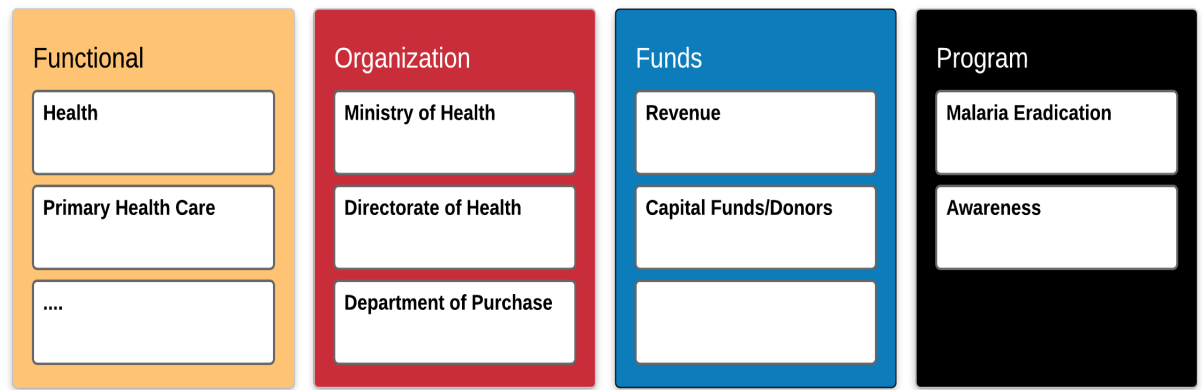 Functional
Health
Primary Health Care
....
Organization
Ministry of Health
Directorate of Health
Department of Purchase
Funds
Revenue
Capital Funds/Donors
Program
Malaria Eradication
Awareness